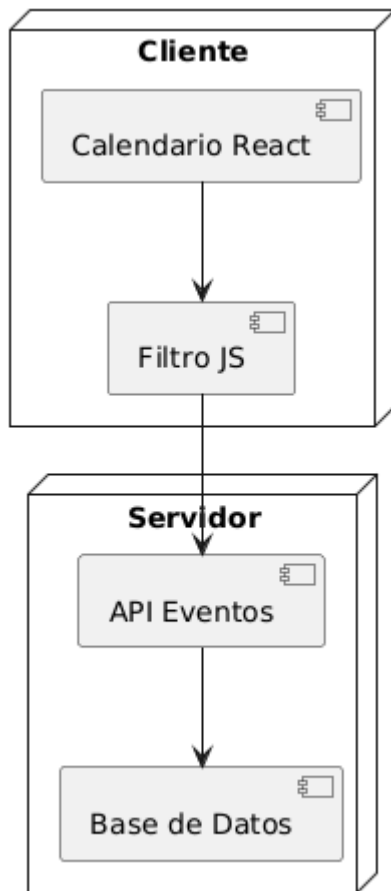 Cliente
Calendario React
Filtro JS
Servidor
API Eventos
Base de Datos